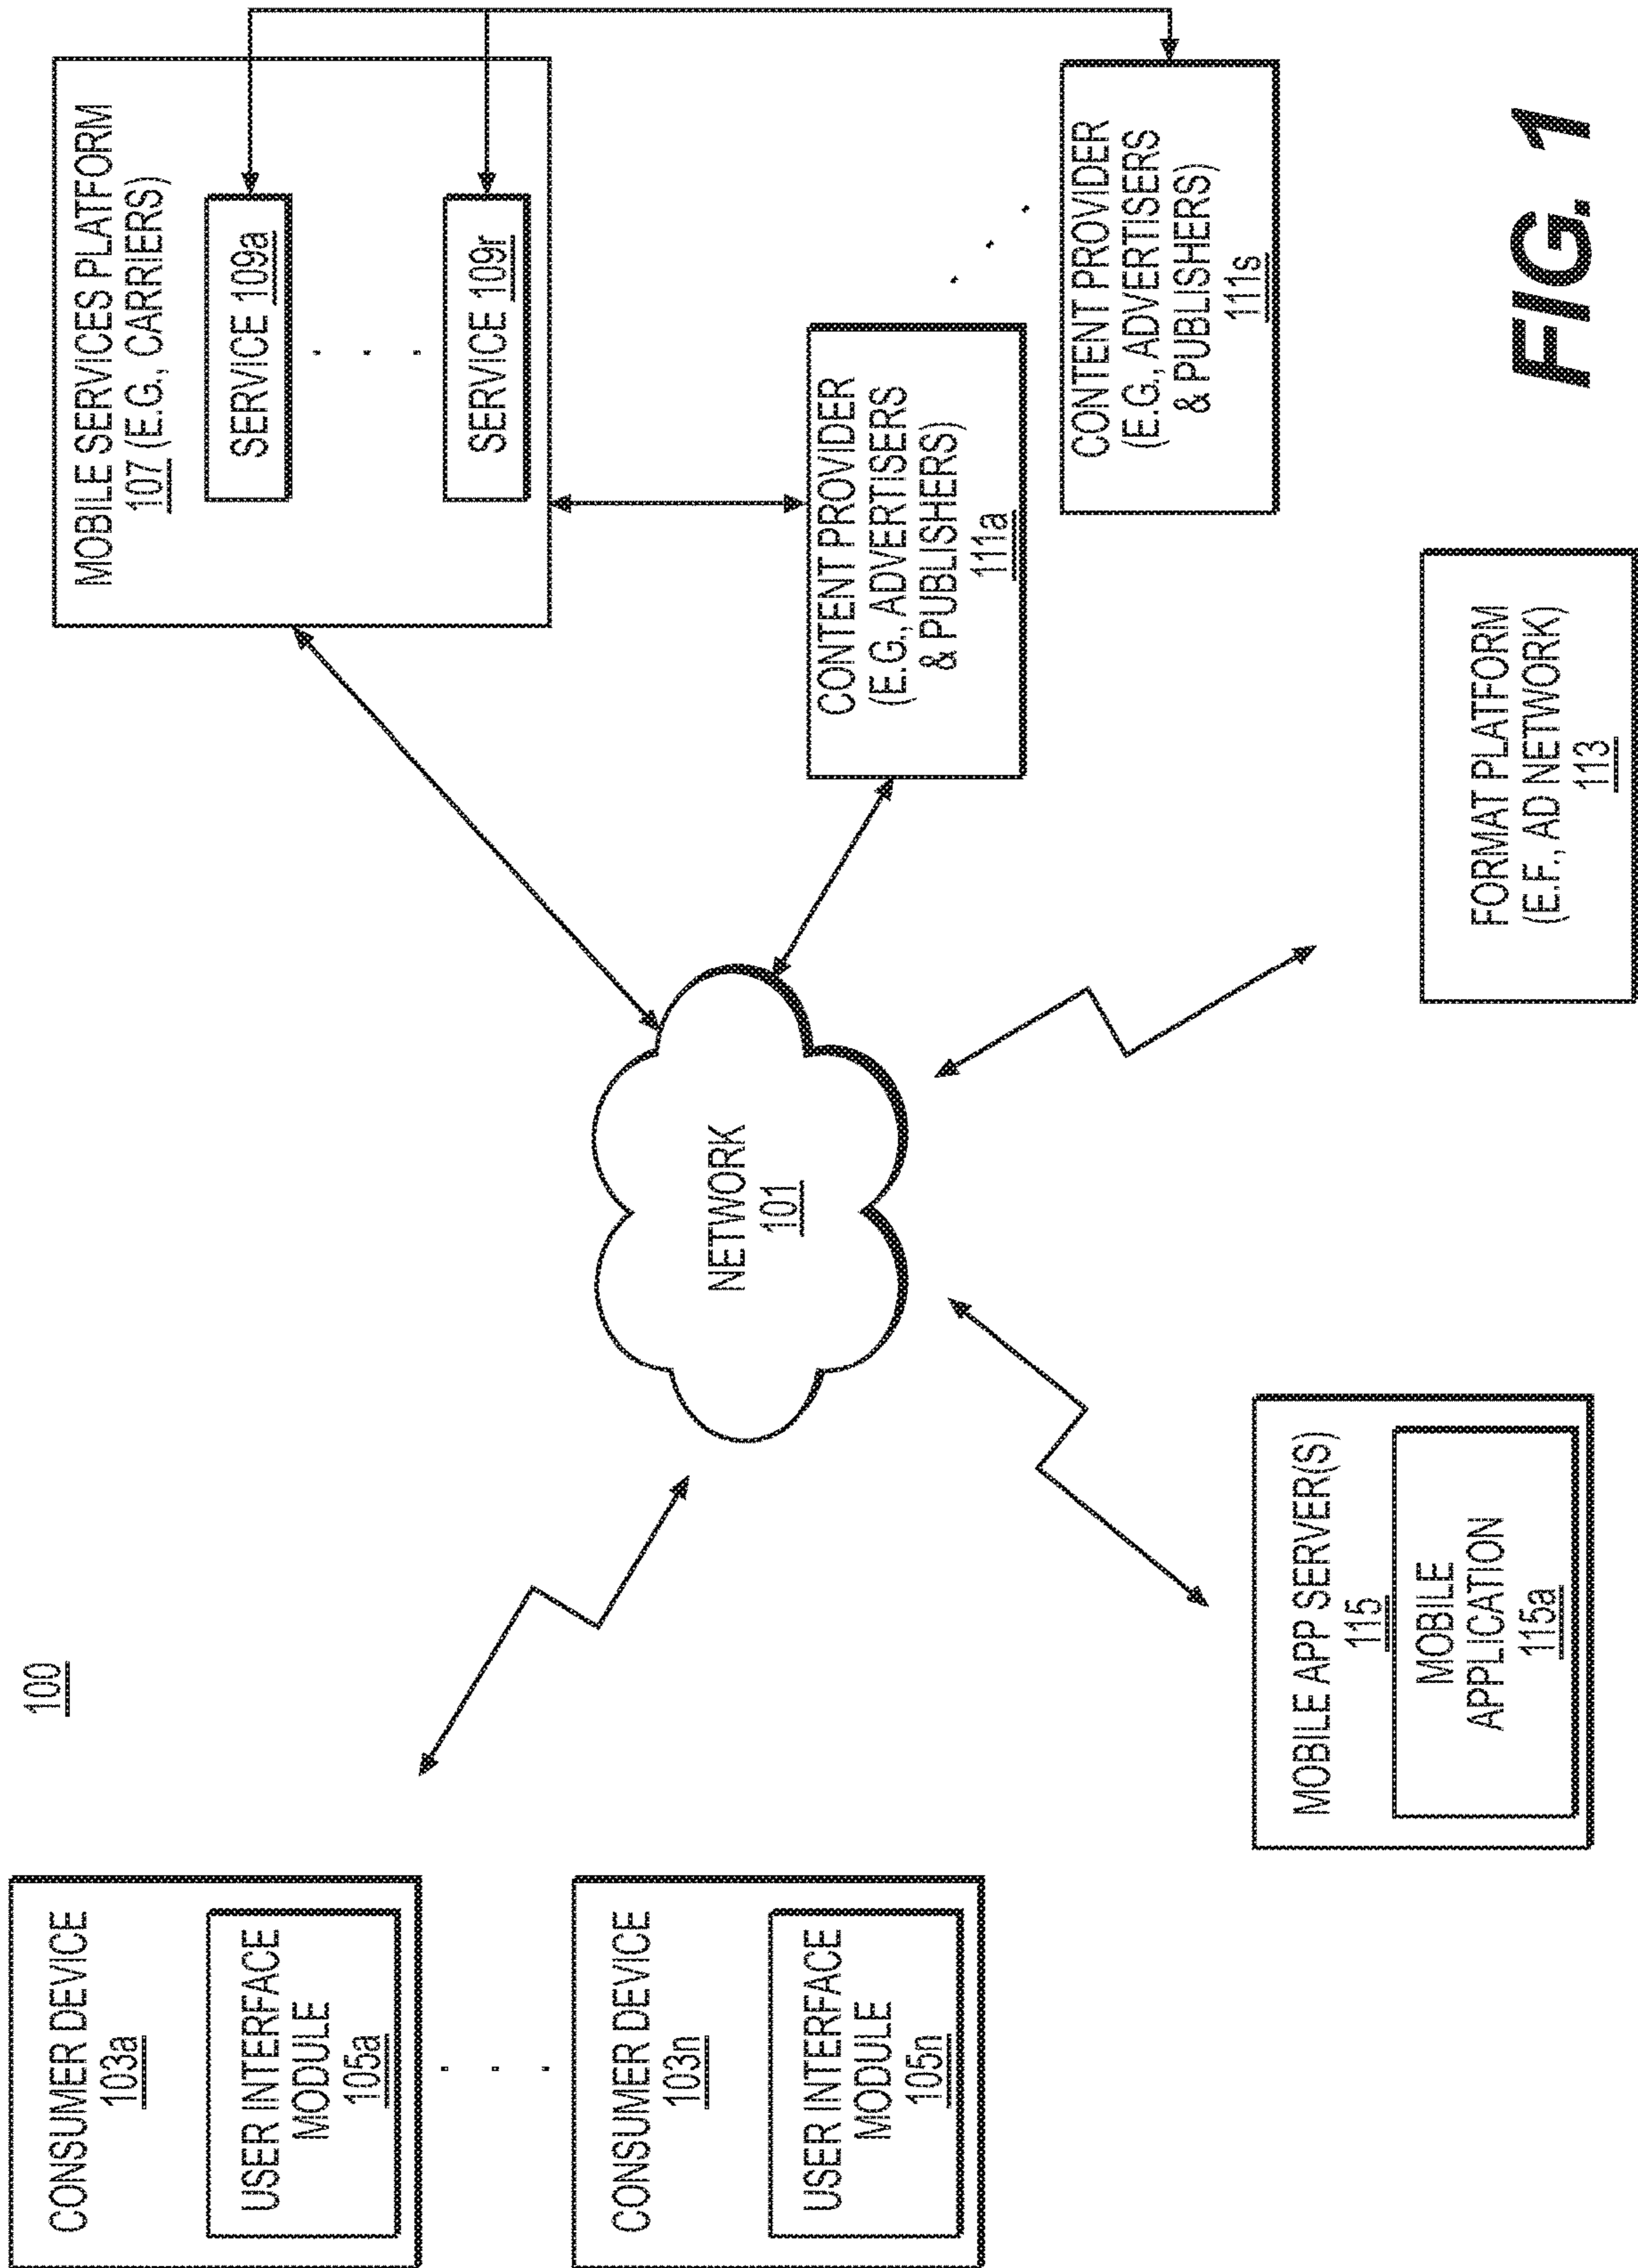 100
CONSUMER DEVICE
103a
USER INTERFACE
MODULE
105a
CONSUMER DEVICE
103n
USER INTERFACE
MODULE
105n
NETWORK
101
MOBILE SERVICES PLATFORM
107 (E.G., CARRIERS)
SERVICE 109a
SERVICE 109r
CONTENT PROVIDER
(E.G., ADVERTISERS
& PUBLISHERS)
111a
CONTENT PROVIDER
(E.G., ADVERTISERS
& PUBLISHERS)
111s
MOBILE APP SERVER(S)
115
MOBILE
APPLICATION
115a
FORMAT PLATFORM
(E.F., AD NETWORK)
113
FIG. 1